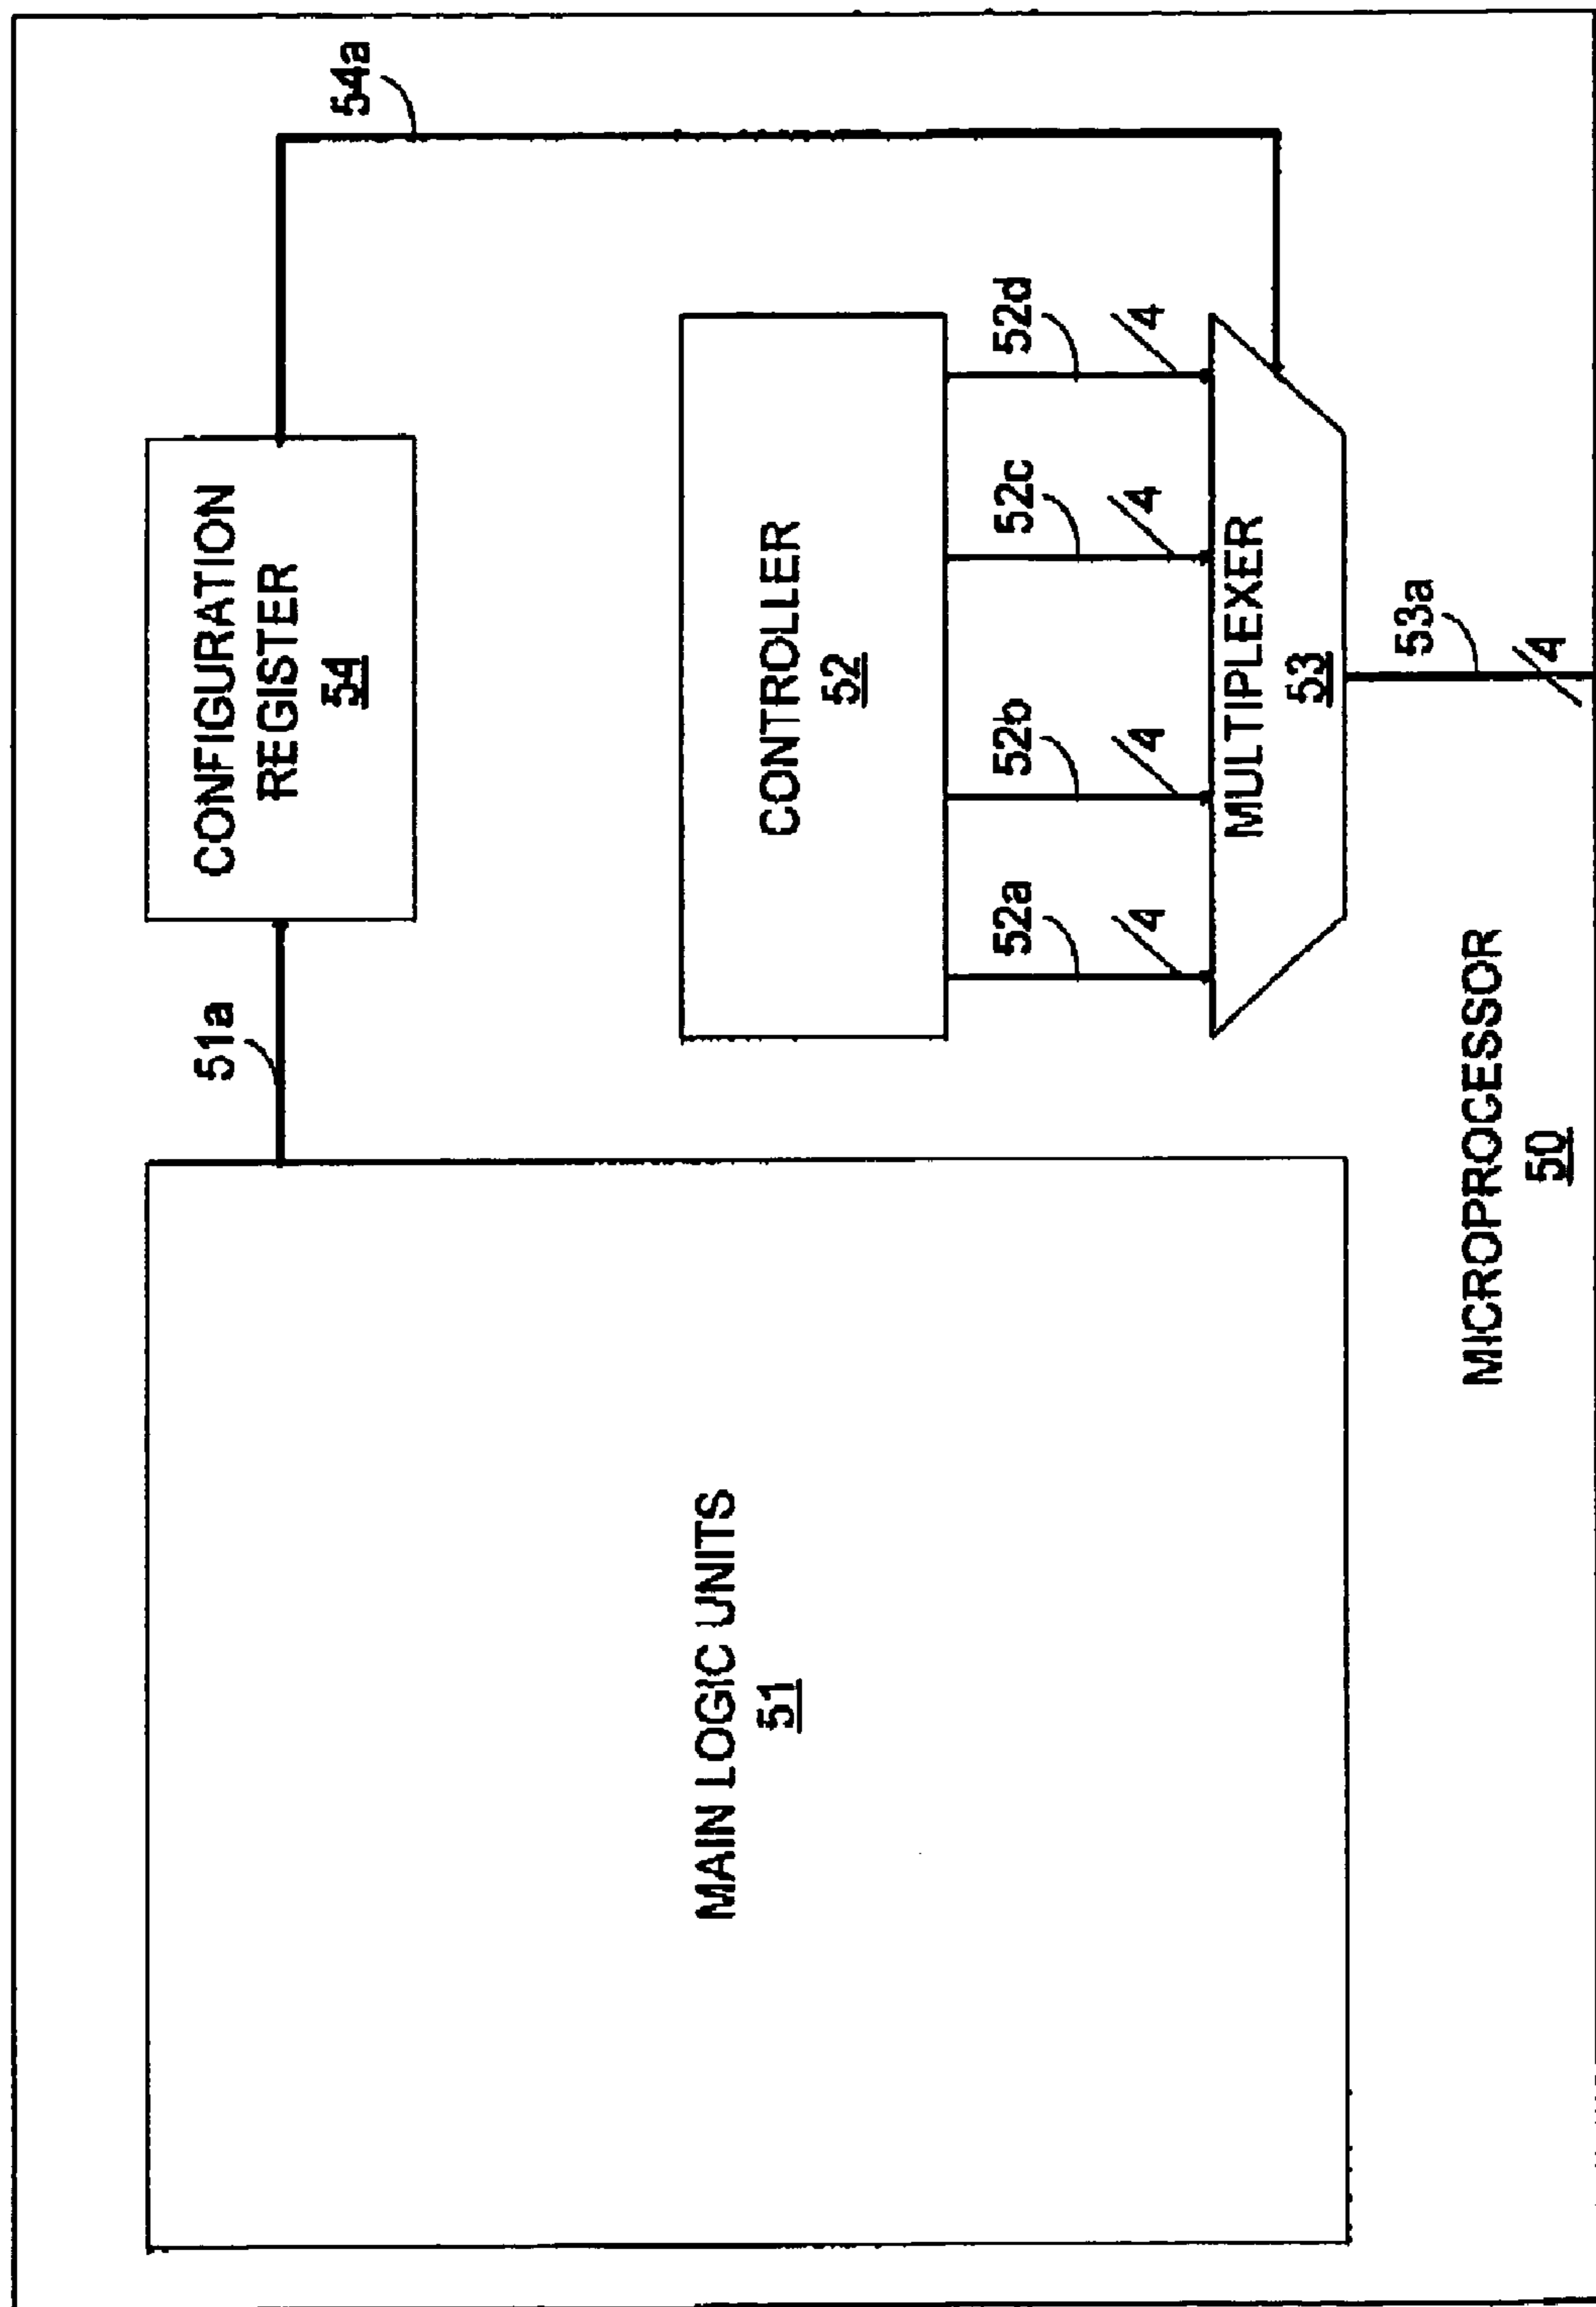 54a
CONFIGURATION
REGISTER
54
51a
CONTROLLER
52
52a
52b
52c
52d
4
4
4
4
MULTIPLEXER
53
53a
4
MAIN LOGIC UNITS
51
MICROPROCESSOR
50